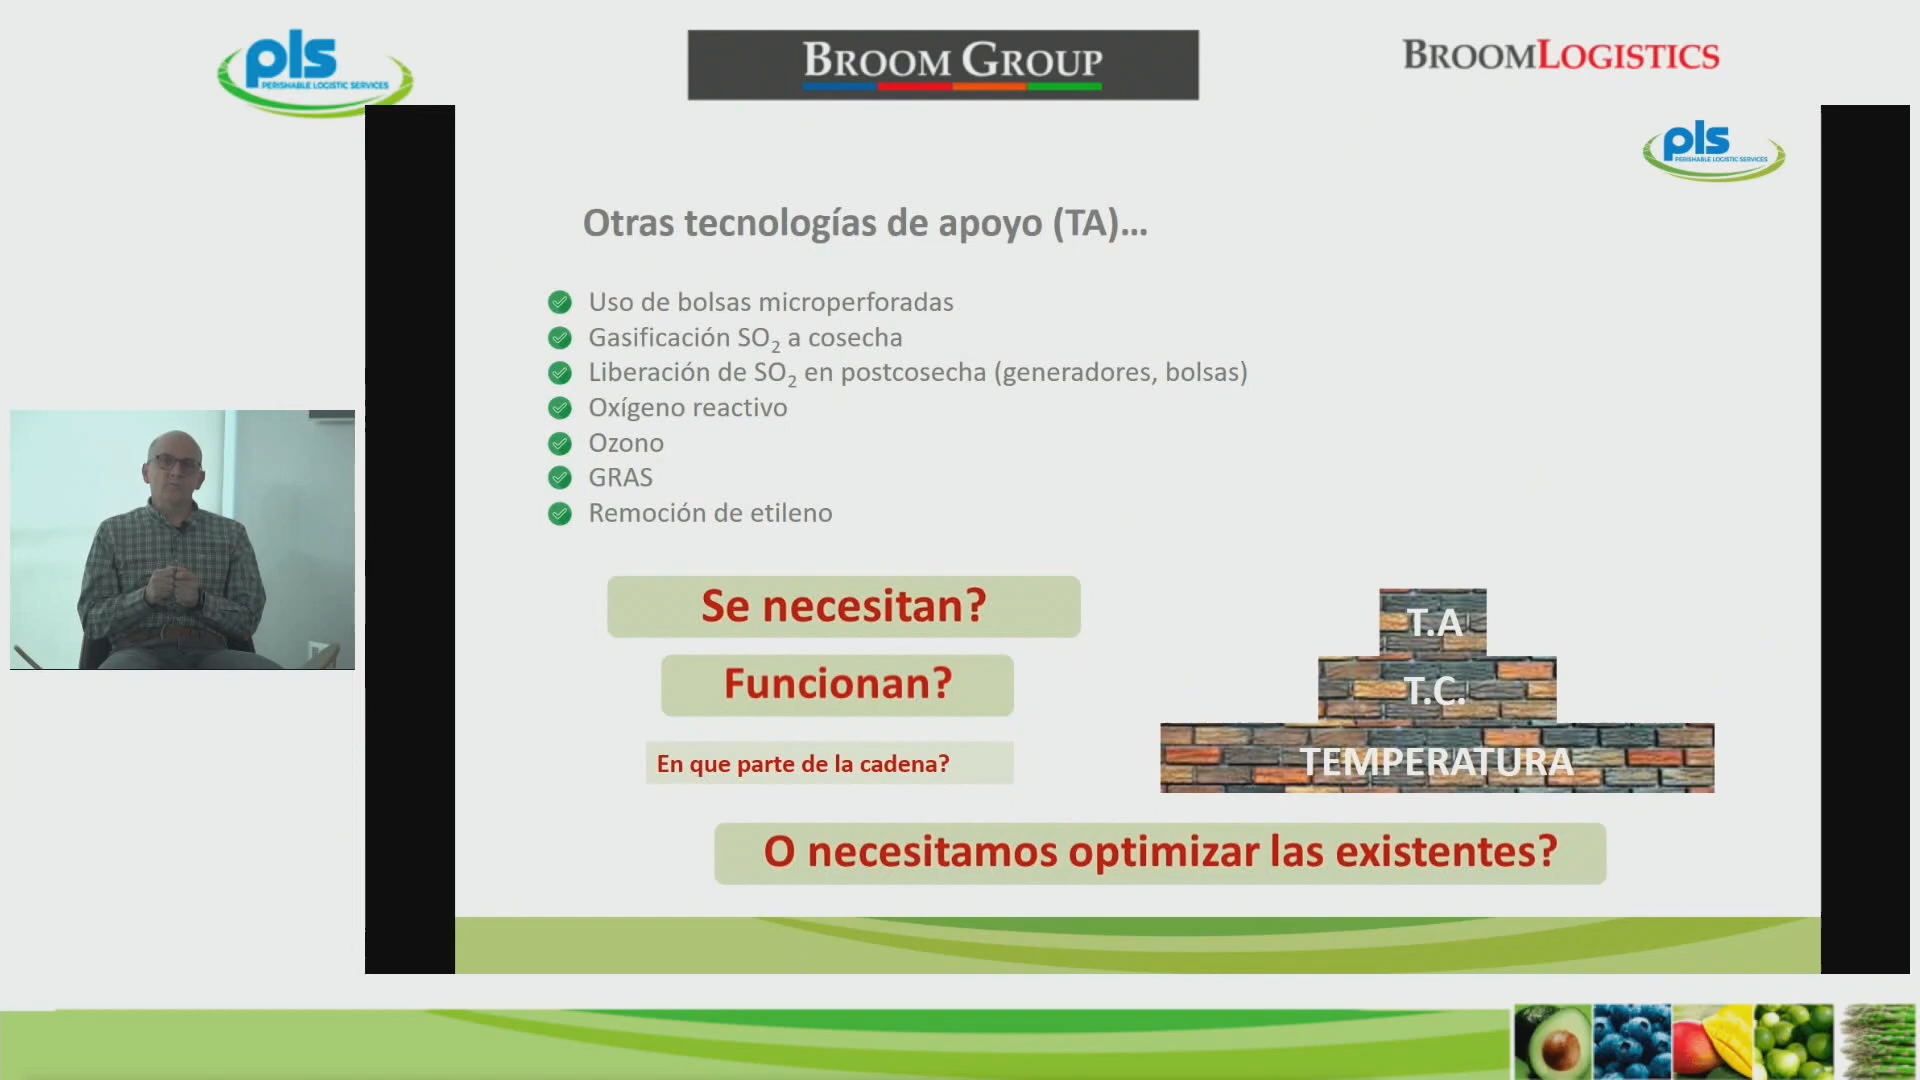 pls
PERISHABLE LOGISTIC SERVICES
BROOM GROUP
BROOMLOGISTICS
pls
PERISHABLE LOGISTIC SERVICES
Otras tecnologías de apoyo (TA)...
Uso de bolsas microperforadas
Gasificación SO2 a cosecha
Liberación de SO2 en postcosecha (generadores, bolsas)
Oxígeno reactivo
Ozono
GRAS
Remoción de etileno
Se necesitan?
Funcionan?
En que parte de la cadena?
T.A
T.C.
TEMPERATURA
O necesitamos optimizar las existentes?